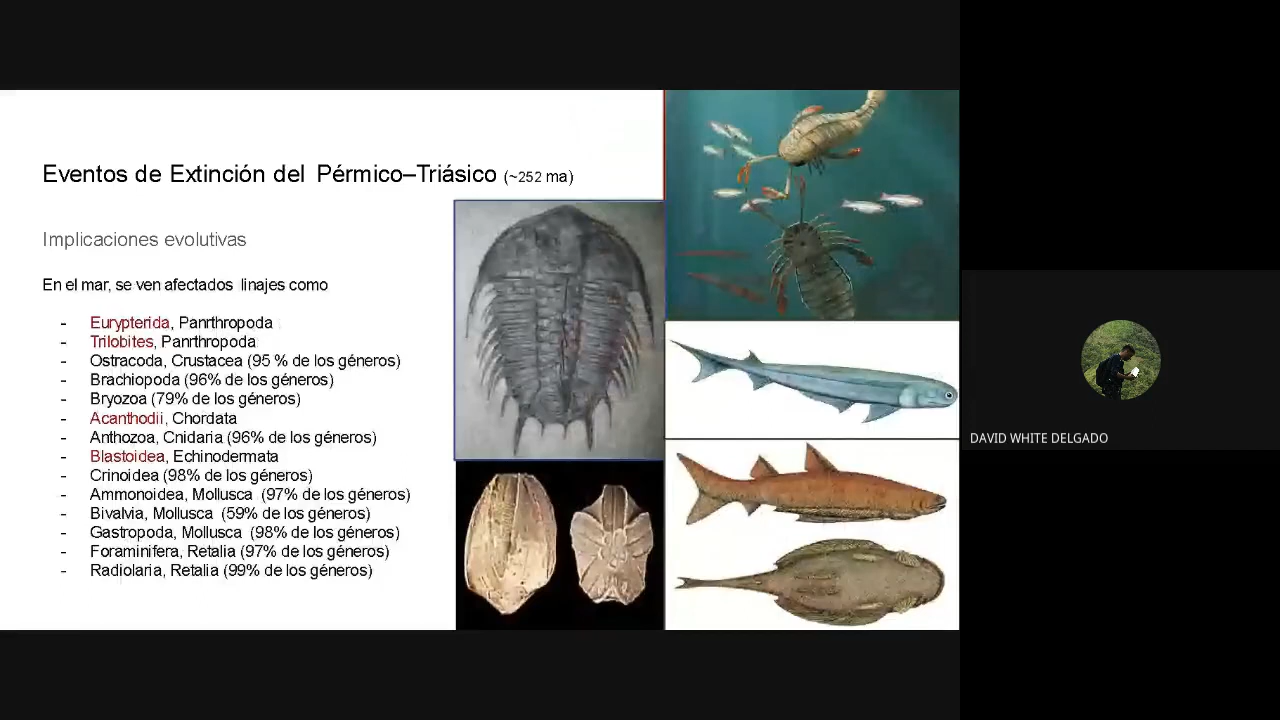 Eventos de Extinción del Pérmico–Triásico (~252 ma)
Implicaciones evolutivas
En el mar, se ven afectados linajes como
- Eurypterida, Panrthropoda
- Trilobites, Panrthropoda
- Ostracoda, Crustacea (95 % de los géneros)
- Brachiopoda (96% de los géneros)
- Bryozoa (79% de los géneros)
- Acanthodii, Chordata
- Anthozoa, Cnidaria (96% de los géneros)
- Blastoidea, Echinodermata
- Crinoidea (98% de los géneros)
- Ammonoidea, Mollusca (97% de los géneros)
- Bivalvia, Mollusca (59% de los géneros)
- Gastropoda, Mollusca (98% de los géneros)
- Foraminifera, Retalia (97% de los géneros)
- Radiolaria, Retalia (99% de los géneros)
DAVID WHITE DELGADO